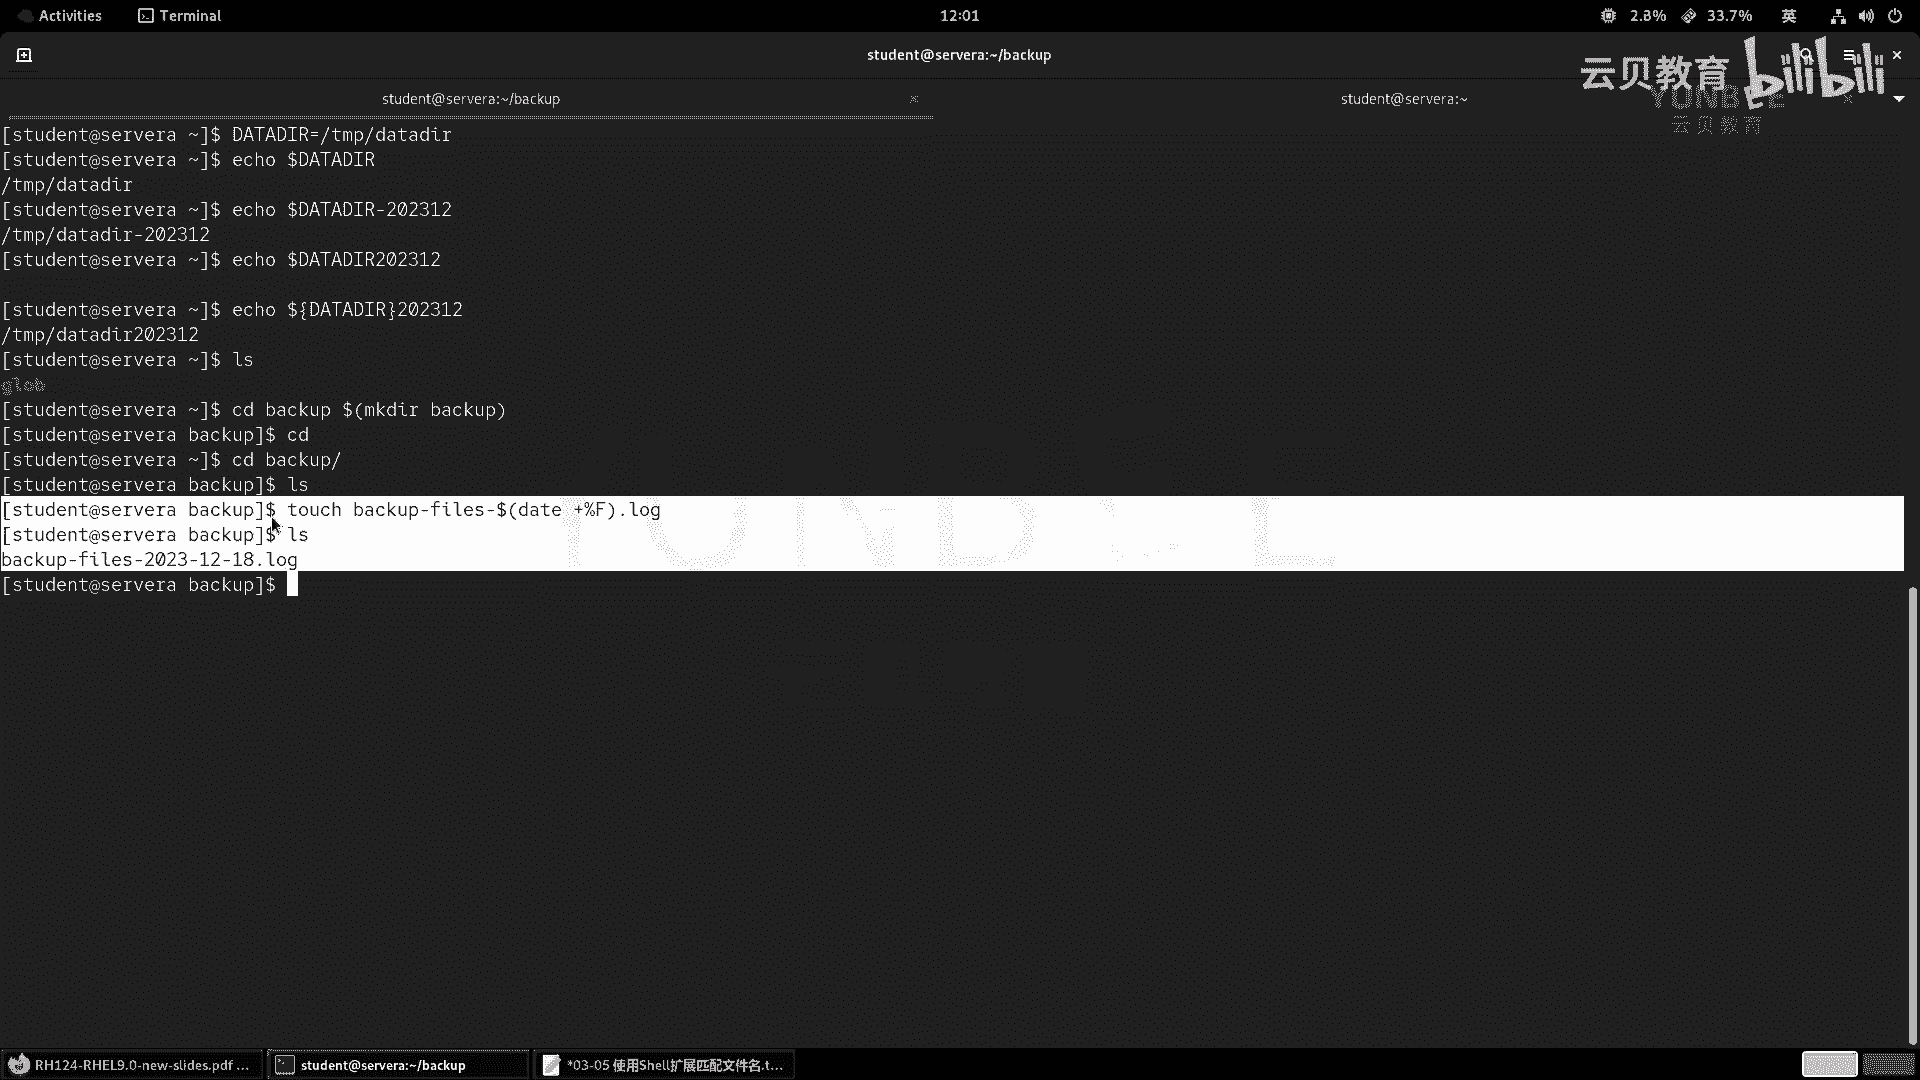 Activities
Terminal
12:01
2.8%
33.7%
英
student@servera:~/backup
云贝教育
bilibili
student@servera:~/backup
student@servera:~
云贝教育
[student@servera ~]$ DATADIR=/tmp/datadir
[student@servera ~]$ echo $DATADIR
/tmp/datadir
[student@servera ~]$ echo $DATADIR-202312
/tmp/datadir-202312
[student@servera ~]$ echo $DATADIR202312
[student@servera ~]$ echo ${DATADIR}202312
/tmp/datadir202312
[student@servera ~]$ ls
glob
[student@servera ~]$ cd backup $(mkdir backup)
[student@servera backup]$ cd
[student@servera ~]$ cd backup/
[student@servera backup]$ ls
[student@servera backup]$ touch backup-files-$(date +%F).log
[student@servera backup]$ ls
backup-files-2023-12-18.log
[student@servera backup]$
RH124-RHEL9.0-new-slides.pdf ...
student@servera:~/backup
*03-05 使用Shell扩展匹配文件名.t...